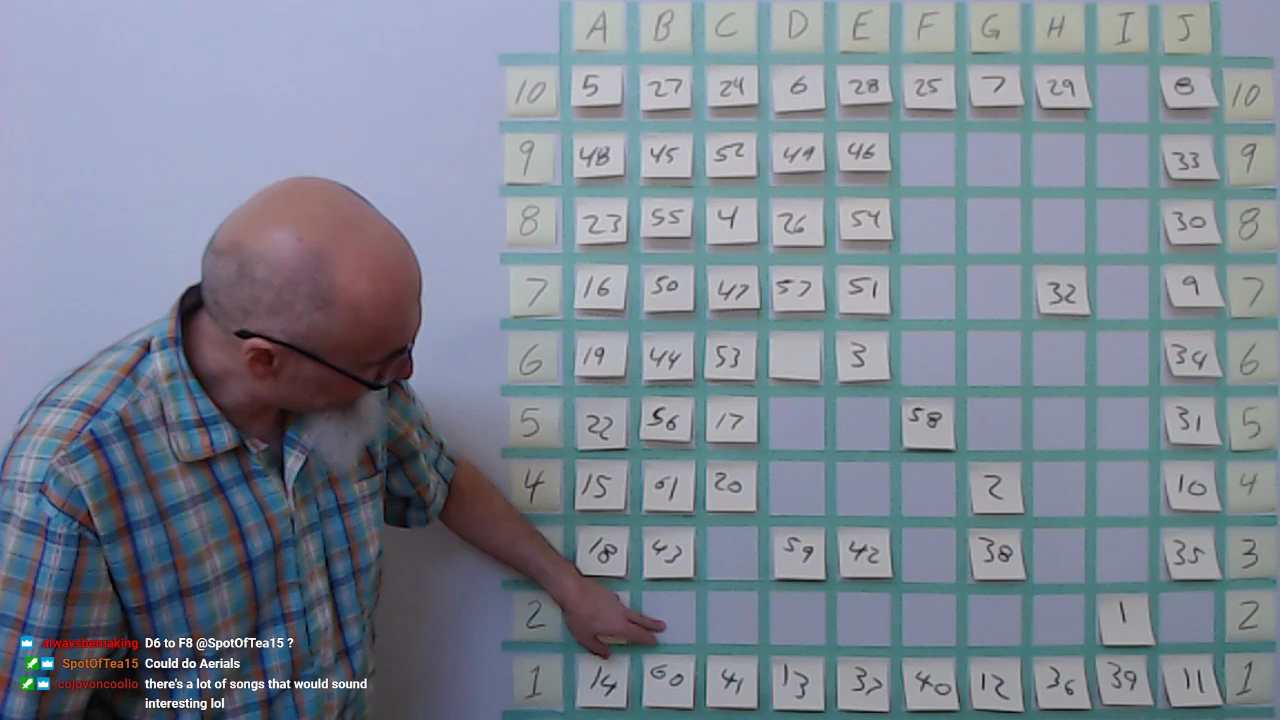 A B C D E F G H I J
10 5 27 24 6 28 25 7 29 8 10
9 48 45 52 49 46 33 9
8 23 55 4 26 54 30 8
7 16 50 47 57 51 32 9 7
6 19 44 53 3 34 6
5 22 56 17 58 31 5
4 15 61 20 2 10 4
3 18 43 59 42 38 35 3
2 1 2
1 14 60 41 13 37 40 12 36 39 11 1
alwaysbemaking D6 to F8 @SpotOfTea15 ?
SpotOfTea15 Could do Aerials
cojovoncoolio there's a lot of songs that would sound
interesting lol